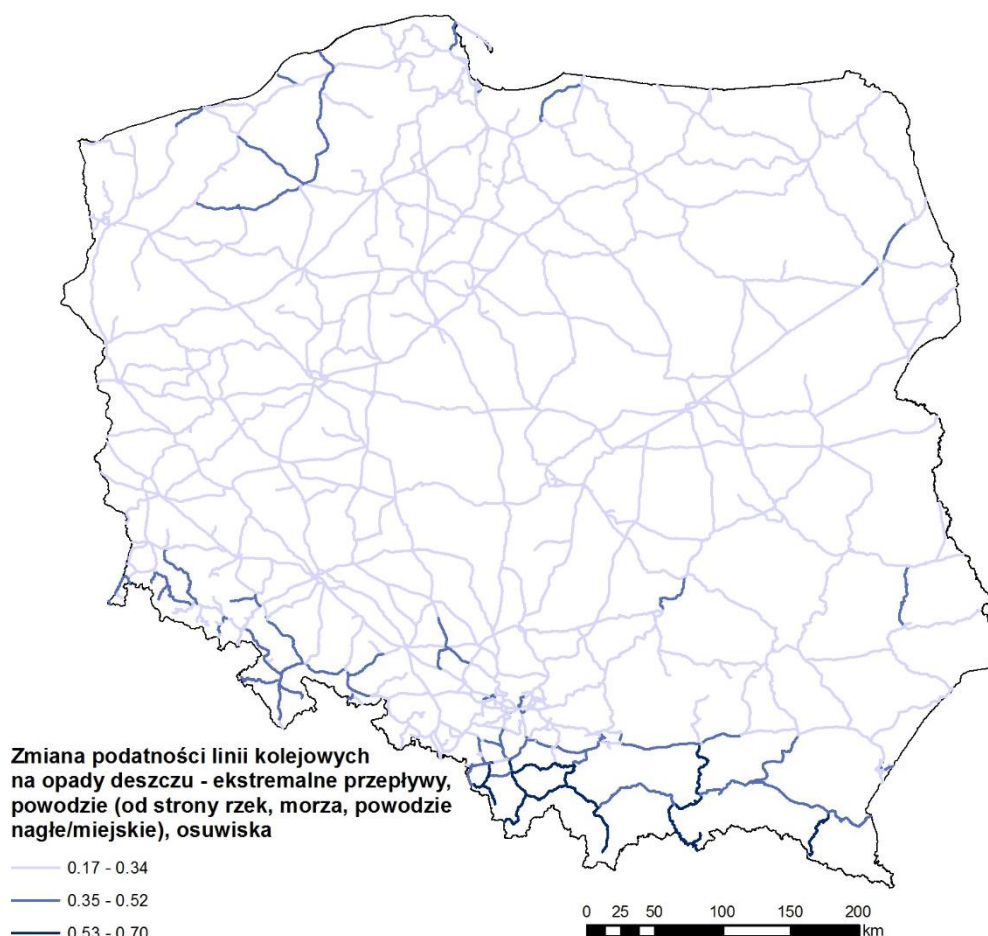 Zmiana podatności linii kolejowych
na opady deszczu - ekstremalne przepływy,
powodzie (od strony rzek, morza, powodzie
nagłe/miejskie), osuwiska
0.17 - 0.34
0.35 - 0.52
0.53 - 0.70
0 25 50 100 150 200
km